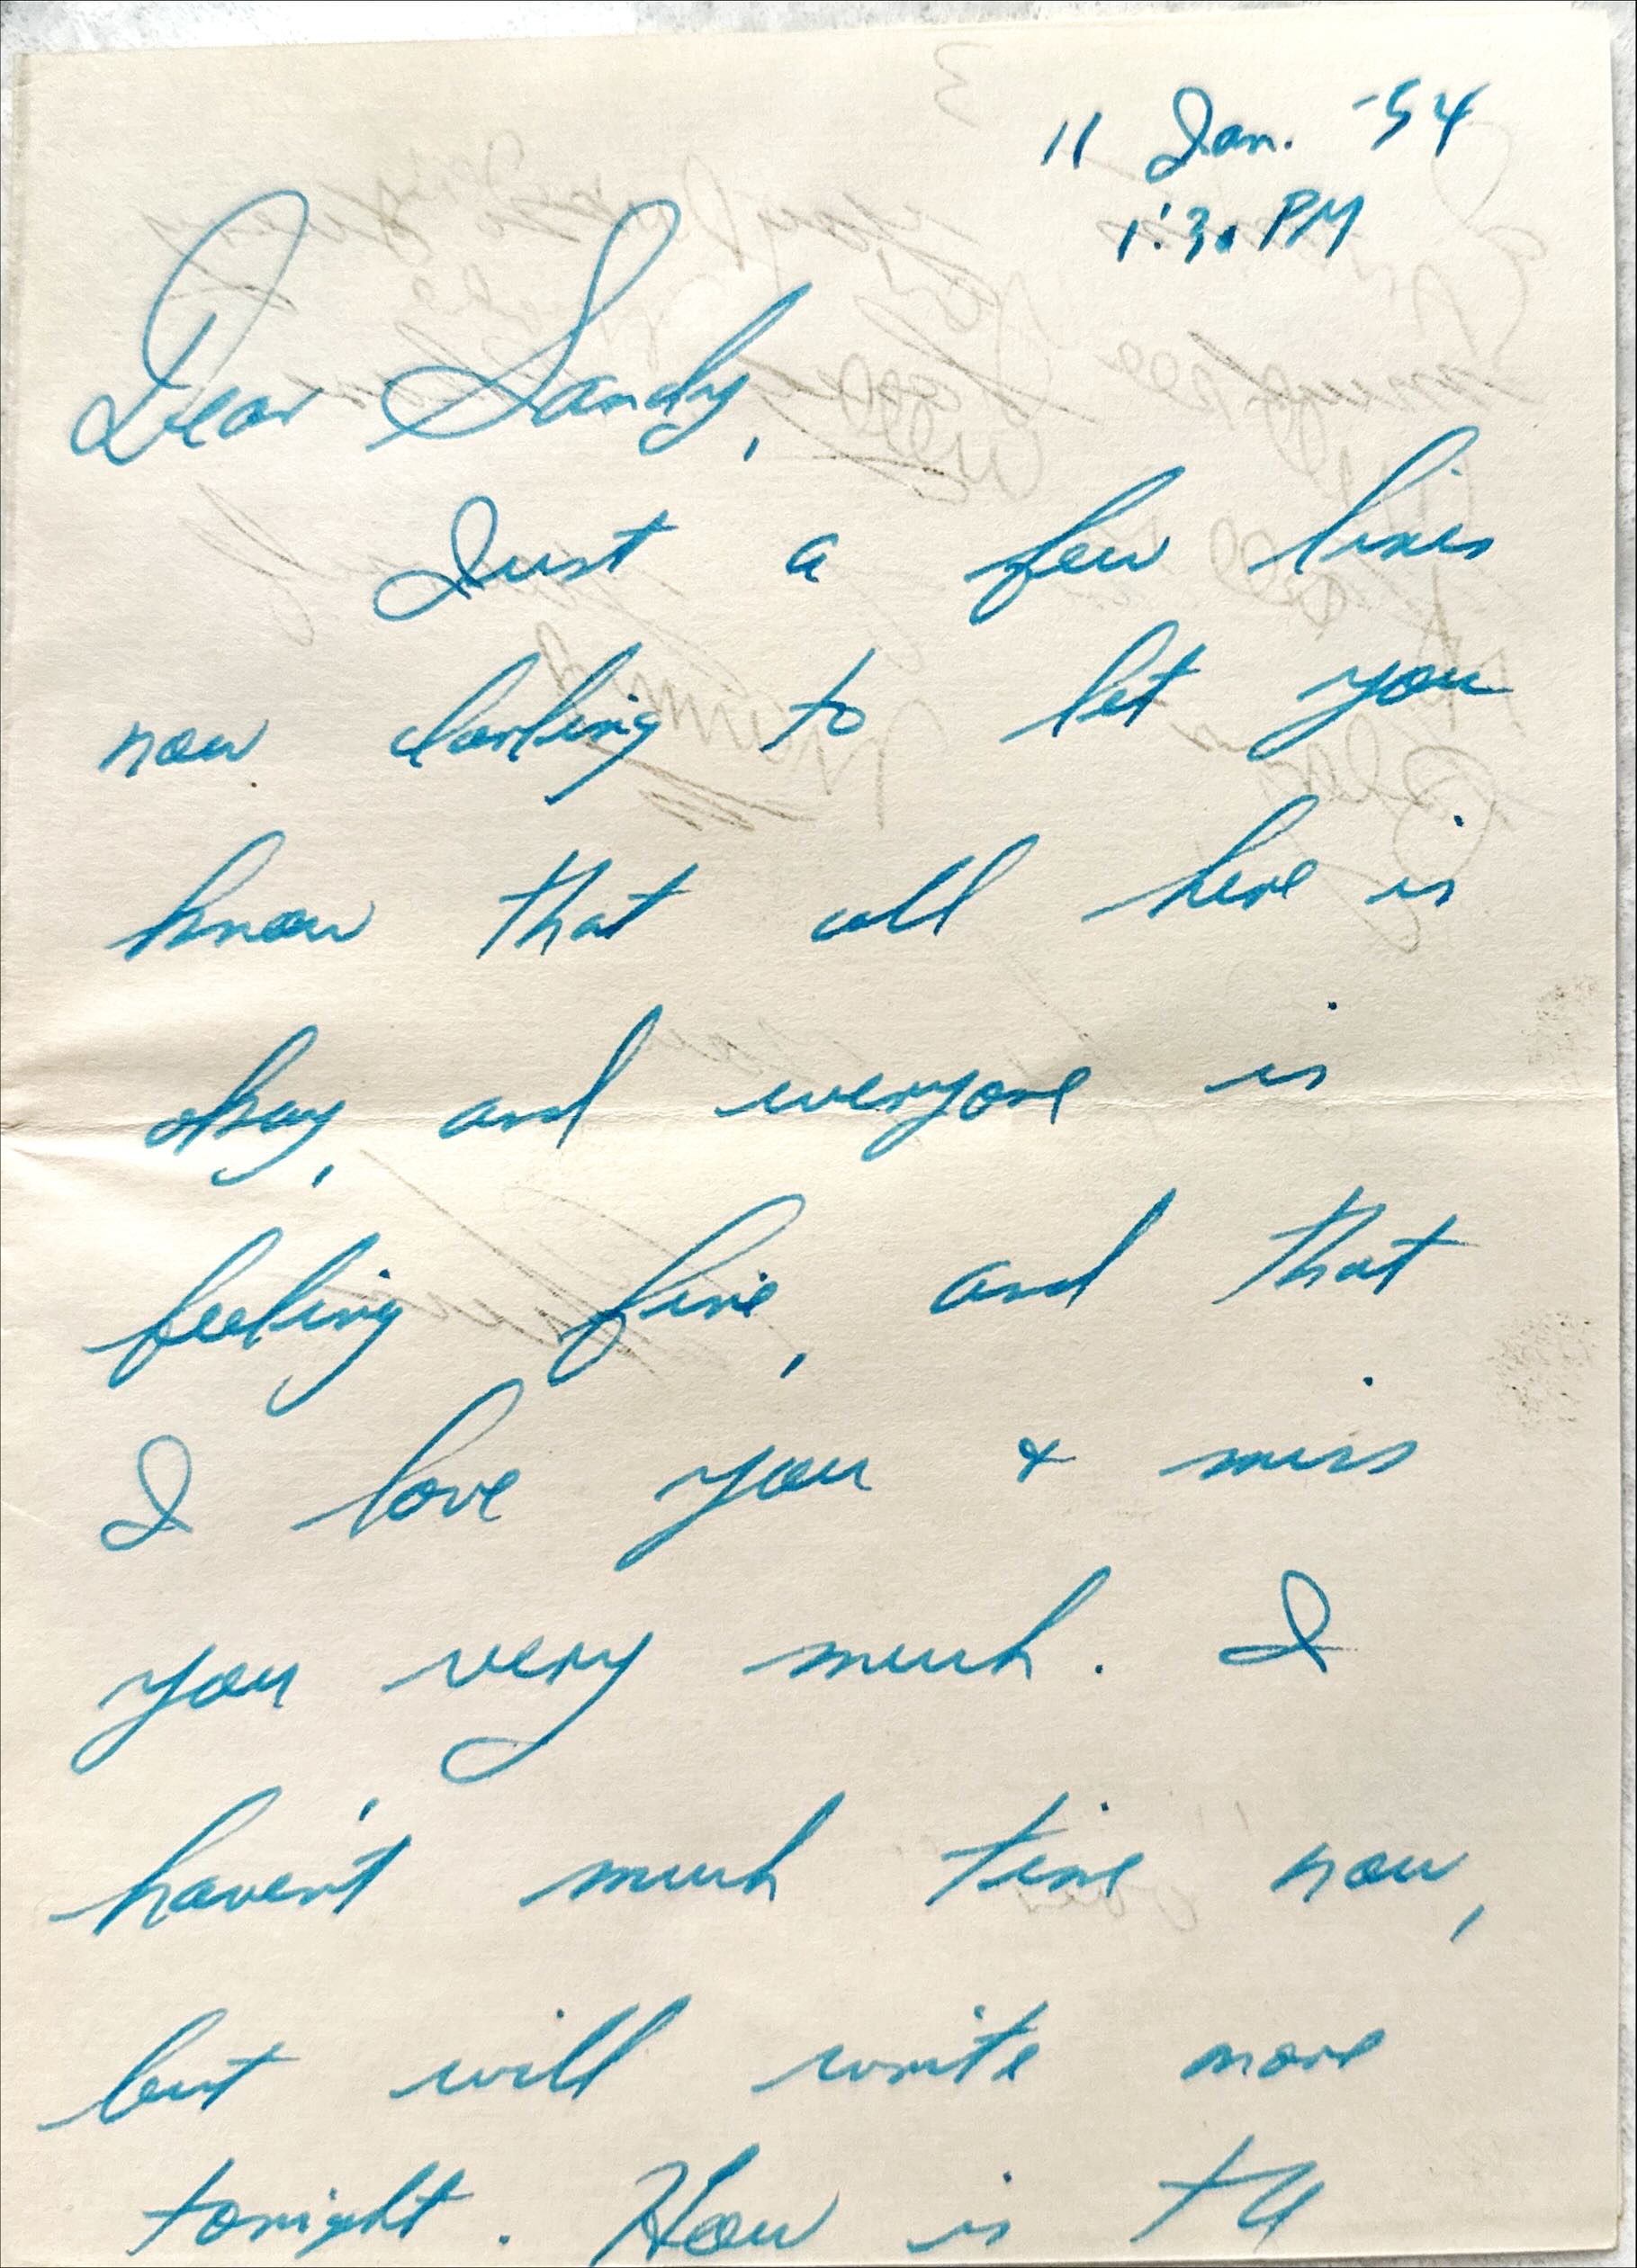 11 Jan. -54
1:30 PM
Dear Sandy,
Just a few lines
now darling to let you
know that all here is
okay, and everyone is
feeling fine, and that
I love you & miss
you very much. I
haven't much time now,
but will write more
tonight. How is the